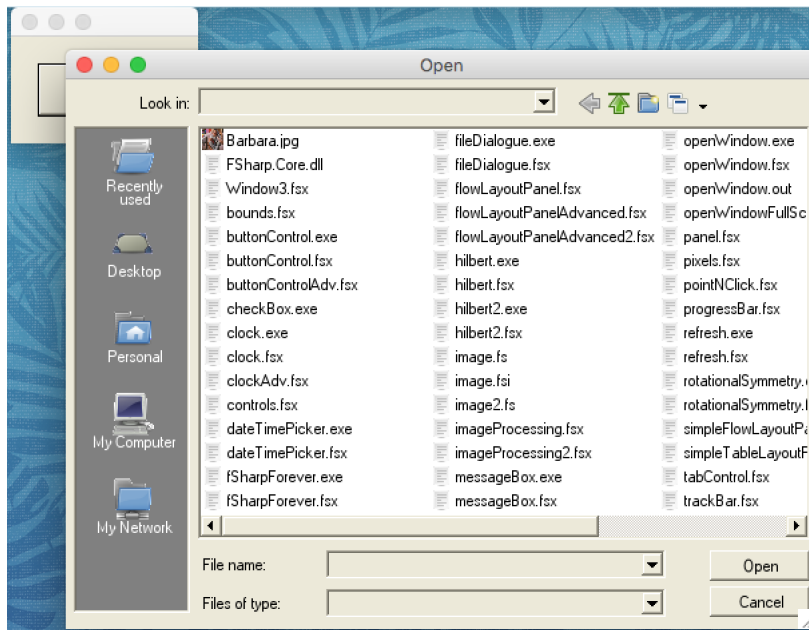 Open
Look in:
Recently
used
Desktop
Personal
My Computer
My Network
Barbara.jpg
FSharp.Core.dll
Window3.fsx
bounds.fsx
buttonControl.exe
buttonControl.fsx
buttonControlAdv.fsx
checkBox.exe
clock.exe
clock.fsx
clockAdv.fsx
controls.fsx
dateTimePicker.exe
dateTimePicker.fsx
fSharpForever.exe
fSharpForever.fsx
fileDialogue.exe
fileDialogue.fsx
flowLayoutPanel.fsx
flowLayoutPanelAdvanced.fsx
flowLayoutPanelAdvanced2.fsx
hilbert.exe
hilbert.fsx
hilbert2.exe
hilbert2.fsx
image.fs
image.fsi
image2.fs
imageProcessing.fsx
imageProcessing2.fsx
messageBox.exe
messageBox.fsx
openWindow.exe
openWindow.fsx
openWindow.out
openWindowFullSc
panel.fsx
pixels.fsx
pointNClick.fsx
progressBar.fsx
refresh.exe
refresh.fsx
rotationalSymmetry.
rotationalSymmetry.
simpleFlowLayoutPa
simpleTableLayoutF
tabControl.fsx
trackBar.fsx
File name:
Open
Files of type:
Cancel